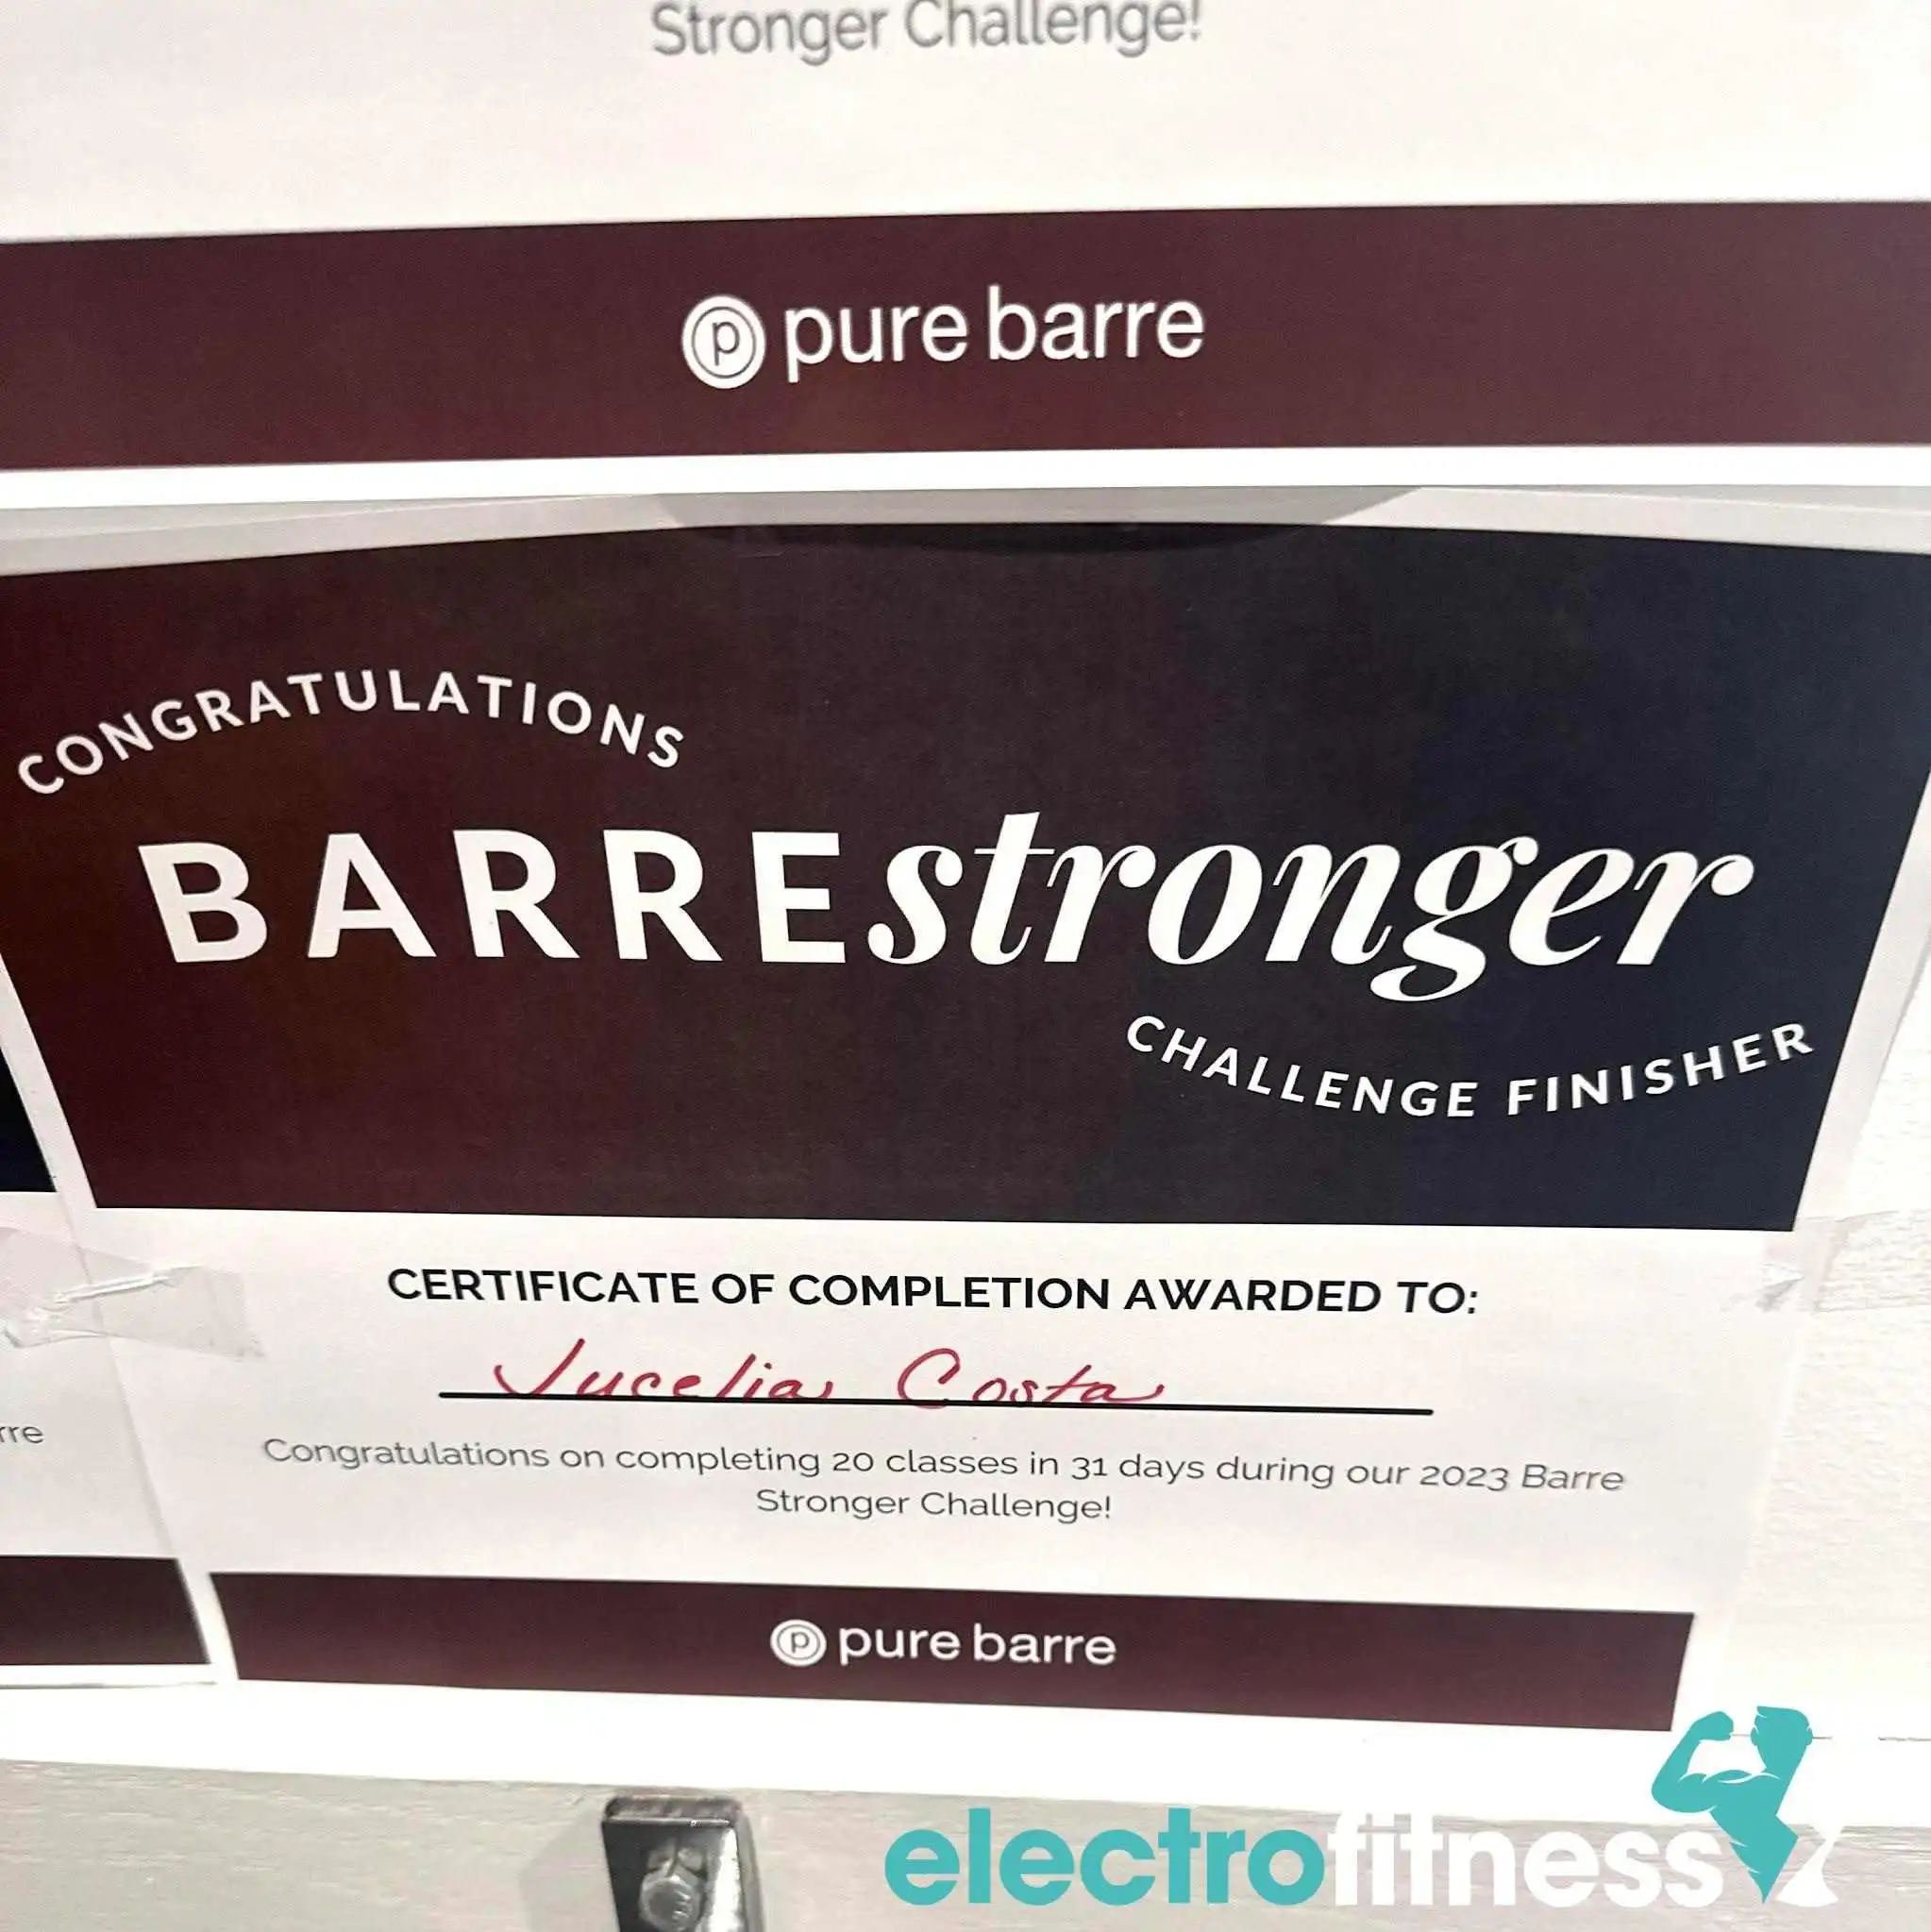 Stronger Challenge!
pure barre
CONGRATULATIONS
BARREstronger
CHALLENGE FINISHER
CERTIFICATE OF COMPLETION AWARDED TO:
Jucelia Costa
rre
Congratulations on completing 20 classes in 31 days during our 2023 Barre
Stronger Challenge!
pure barre
electrofitness